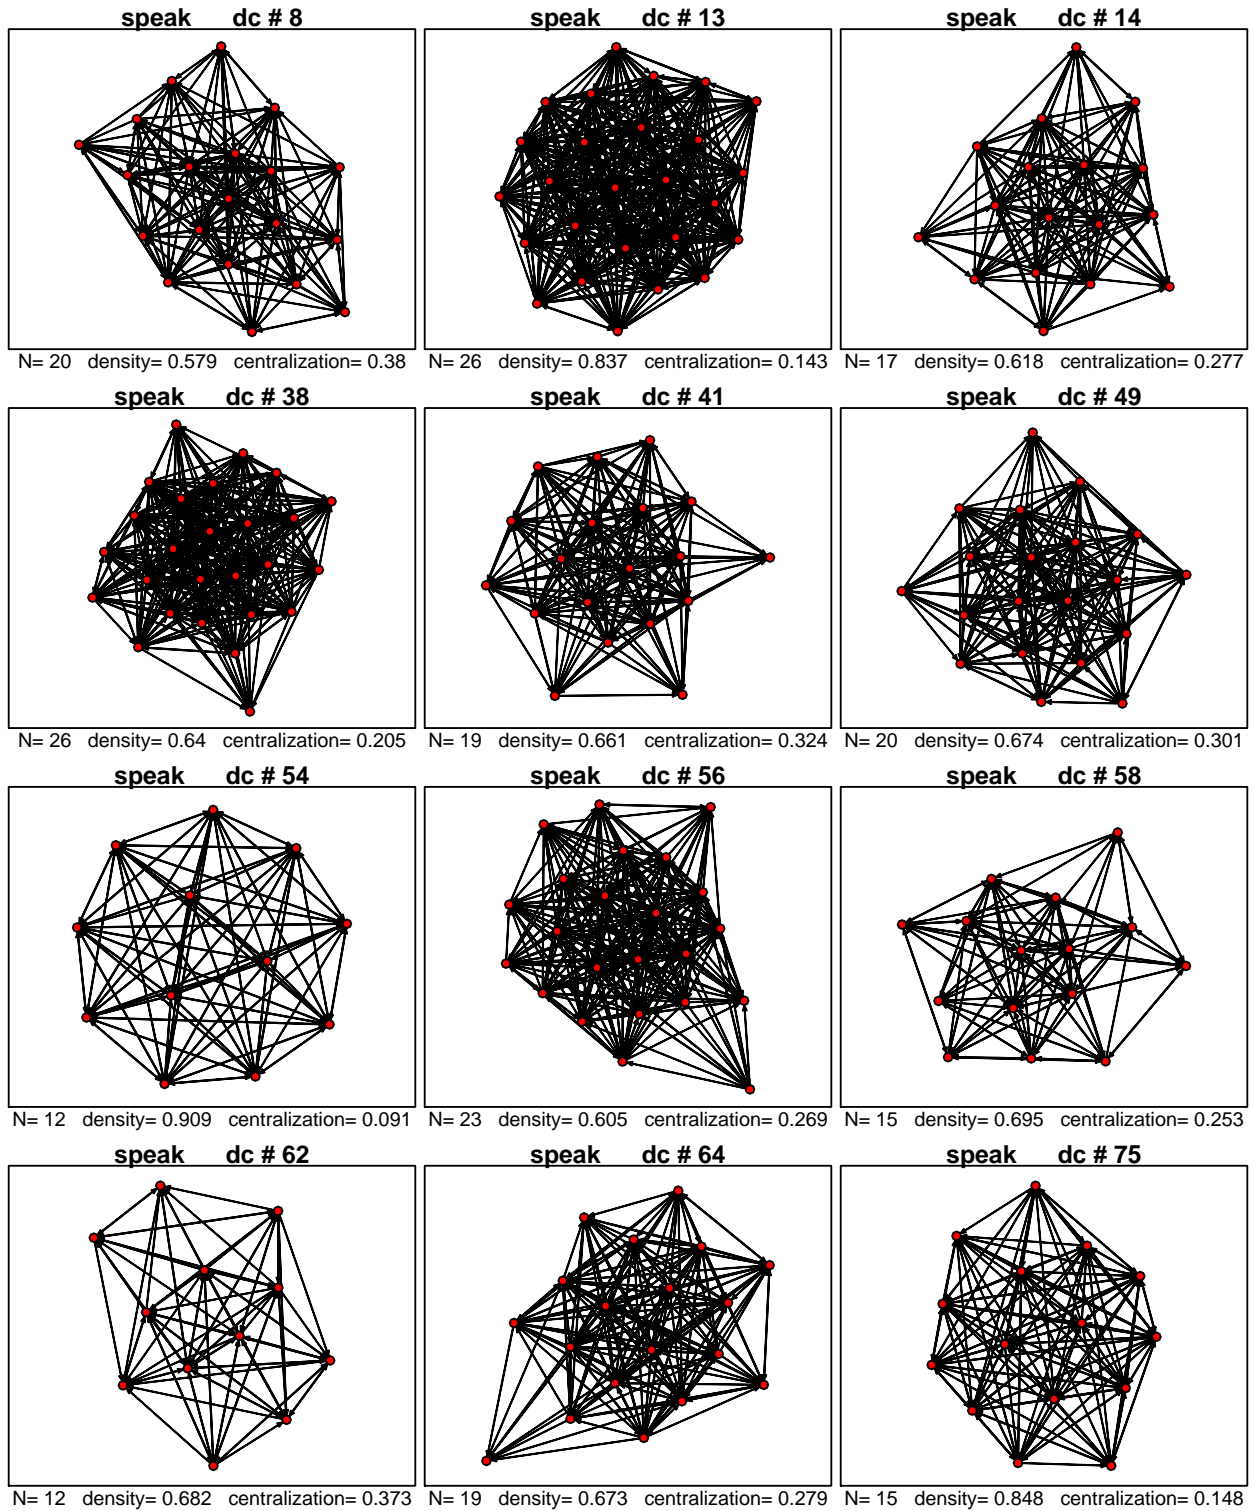 speak dc # 8
speak dc # 13
speak dc # 14
N= 20 density= 0.579 centralization= 0.38
N= 26 density= 0.837 centralization= 0.143
N= 17 density= 0.618 centralization= 0.277
speak dc # 38
speak dc # 41
speak dc # 49
N= 26 density= 0.64 centralization= 0.205
N= 19 density= 0.661 centralization= 0.324
N= 20 density= 0.674 centralization= 0.301
speak dc # 54
speak dc # 56
speak dc # 58
N= 12 density= 0.909 centralization= 0.091
N= 23 density= 0.605 centralization= 0.269
N= 15 density= 0.695 centralization= 0.253
speak dc # 62
speak dc # 64
speak dc # 75
N= 12 density= 0.682 centralization= 0.373
N= 19 density= 0.673 centralization= 0.279
N= 15 density= 0.848 centralization= 0.148